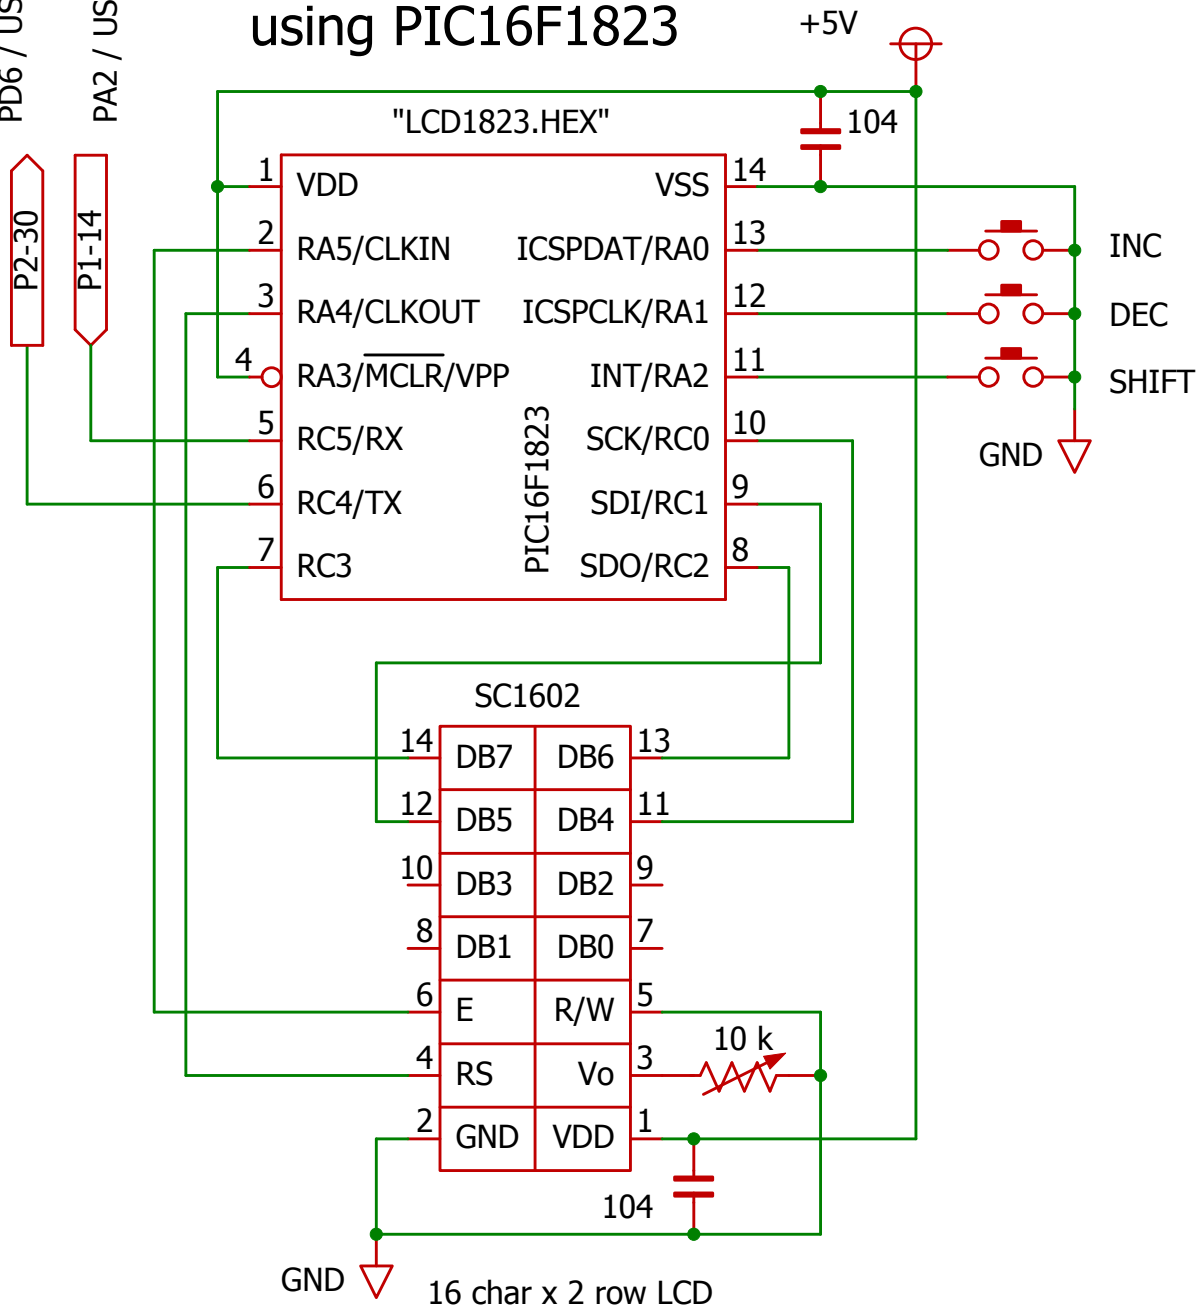 using PIC16F1823
+5V
PD6 / US
PA2 / US
"LCD1823.HEX"
104
P2-30
P1-14
1 VDD VSS 14
2 RA5/CLKIN ICSPDAT/RA0 13
INC
3 RA4/CLKOUT ICSPCLK/RA1 12
DEC
4 RA3/MCLR/VPP INT/RA2 11
SHIFT
5 RC5/RX SCK/RC0 10
GND
6 RC4/TX SDI/RC1 9
7 RC3 SDO/RC2 8
PIC16F1823
SC1602
14 DB7 DB6 13
12 DB5 DB4 11
10 DB3 DB2 9
8 DB1 DB0 7
6 E R/W 5
10 k
4 RS Vo 3
2 GND VDD 1
104
GND
16 char x 2 row LCD